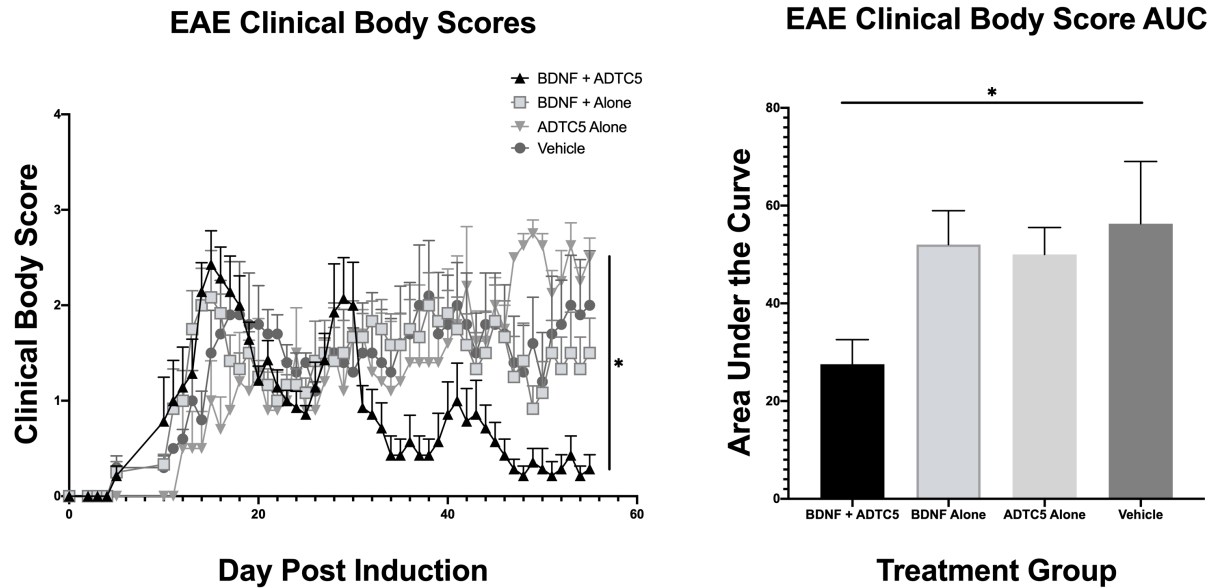 EAE Clinical Body Scores
BDNF + ADTC5
BDNF + Alone
ADTC5 Alone
Vehicle
Clinical Body Score
4
3
2
1
0
0
20
40
60
*
Day Post Induction
EAE Clinical Body Score AUC
*
Area Under the Curve
80
60
40
20
0
BDNF + ADTC5
BDNF Alone
ADTC5 Alone
Vehicle
Treatment Group